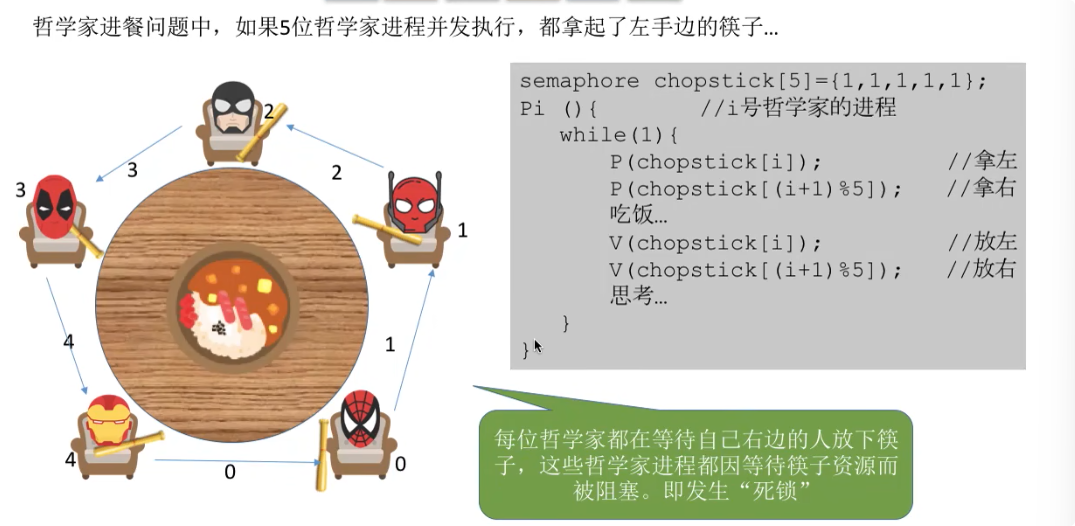 哲学家进餐问题中，如果5位哲学家进程并发执行，都拿起了左手边的筷子...
semaphore chopstick[5]={1,1,1,1,1};
Pi (){ //i号哲学家的进程
while(1){
P(chopstick[i]); //拿左
P(chopstick[(i+1)%5]); //拿右
吃饭...
V(chopstick[i]); //放左
V(chopstick[(i+1)%5]); //放右
思考...
}
}
2
3
2
3
1
4
1
4
0
0
每位哲学家都在等待自己右边的人放下筷
子，这些哲学家进程都因等待筷子资源而
被阻塞。即发生“死锁”